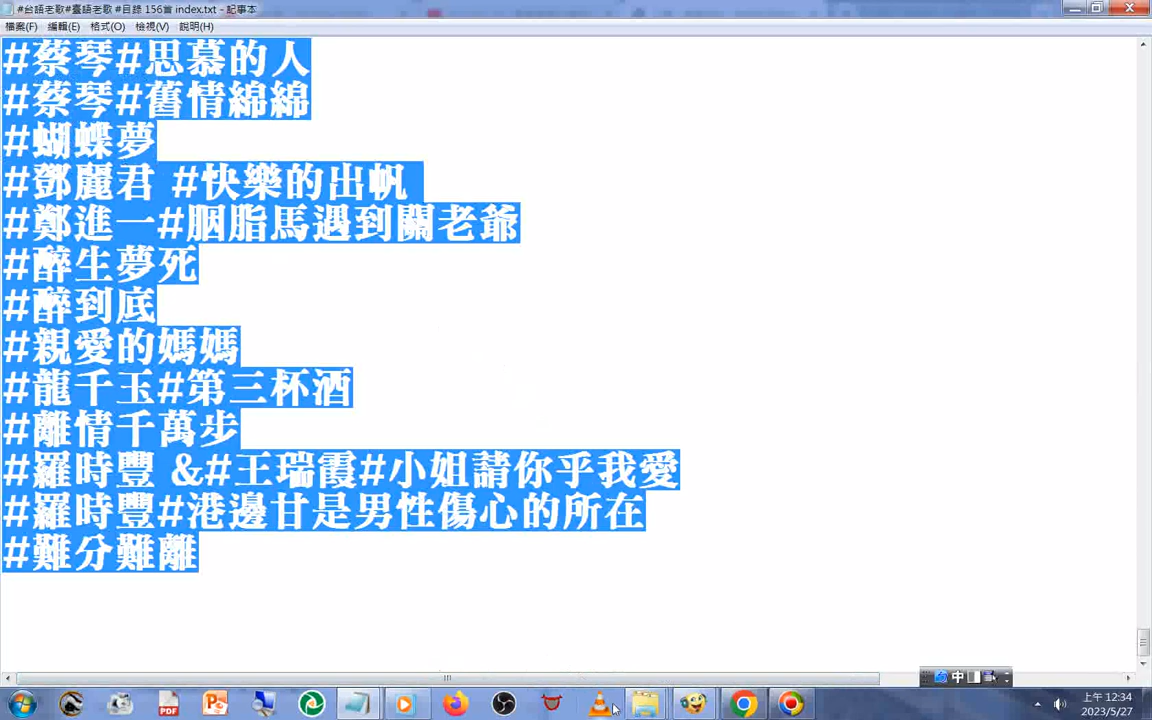 #台語老歌#臺語老歌 #目錄 156首 index.txt - 記事本
檔案(F) 編輯(E) 格式(O) 檢視(V) 說明(H)
#蔡琴#思慕的人
#蔡琴#舊情綿綿
#蝴蝶夢
#鄧麗君 #快樂的出帆
#鄭進一#胭脂馬遇到關老爺
#醉生夢死
#醉到底
#親愛的媽媽
#龍千玉#第三杯酒
#離情千萬步
#羅時豐 &#王瑞霞#小姐請你乎我愛
#羅時豐#港邊甘是男性傷心的所在
#難分難離
中
PDF
上午 12:34
2023/5/27